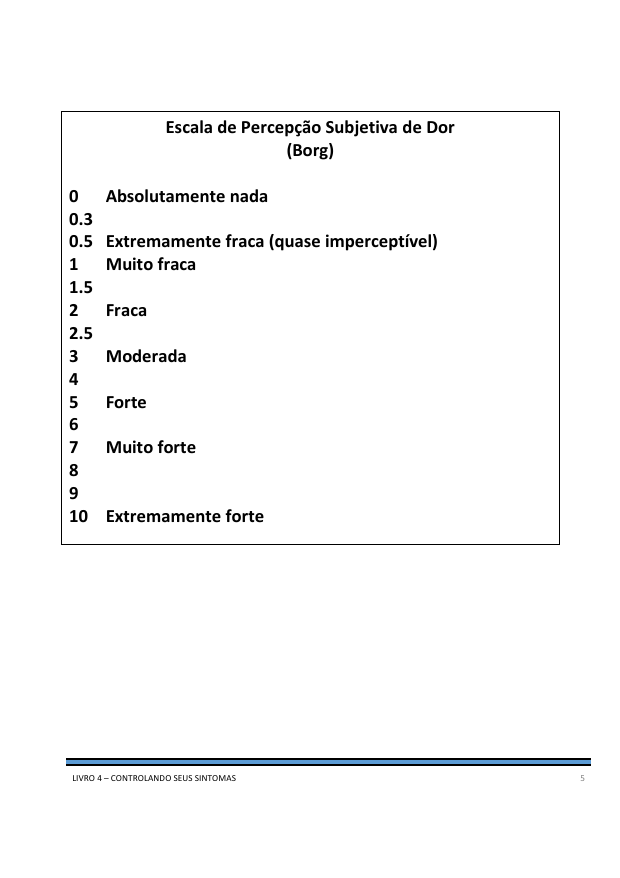 Escala de Percepção Subjetiva de Dor
(Borg)
0 Absolutamente nada
0.3
0.5 Extremamente fraca (quase imperceptível)
1 Muito fraca
1.5
2 Fraca
2.5
3 Moderada
4
5 Forte
6
7 Muito forte
8
9
10 Extremamente forte
LIVRO 4 – CONTROLANDO SEUS SINTOMAS 5